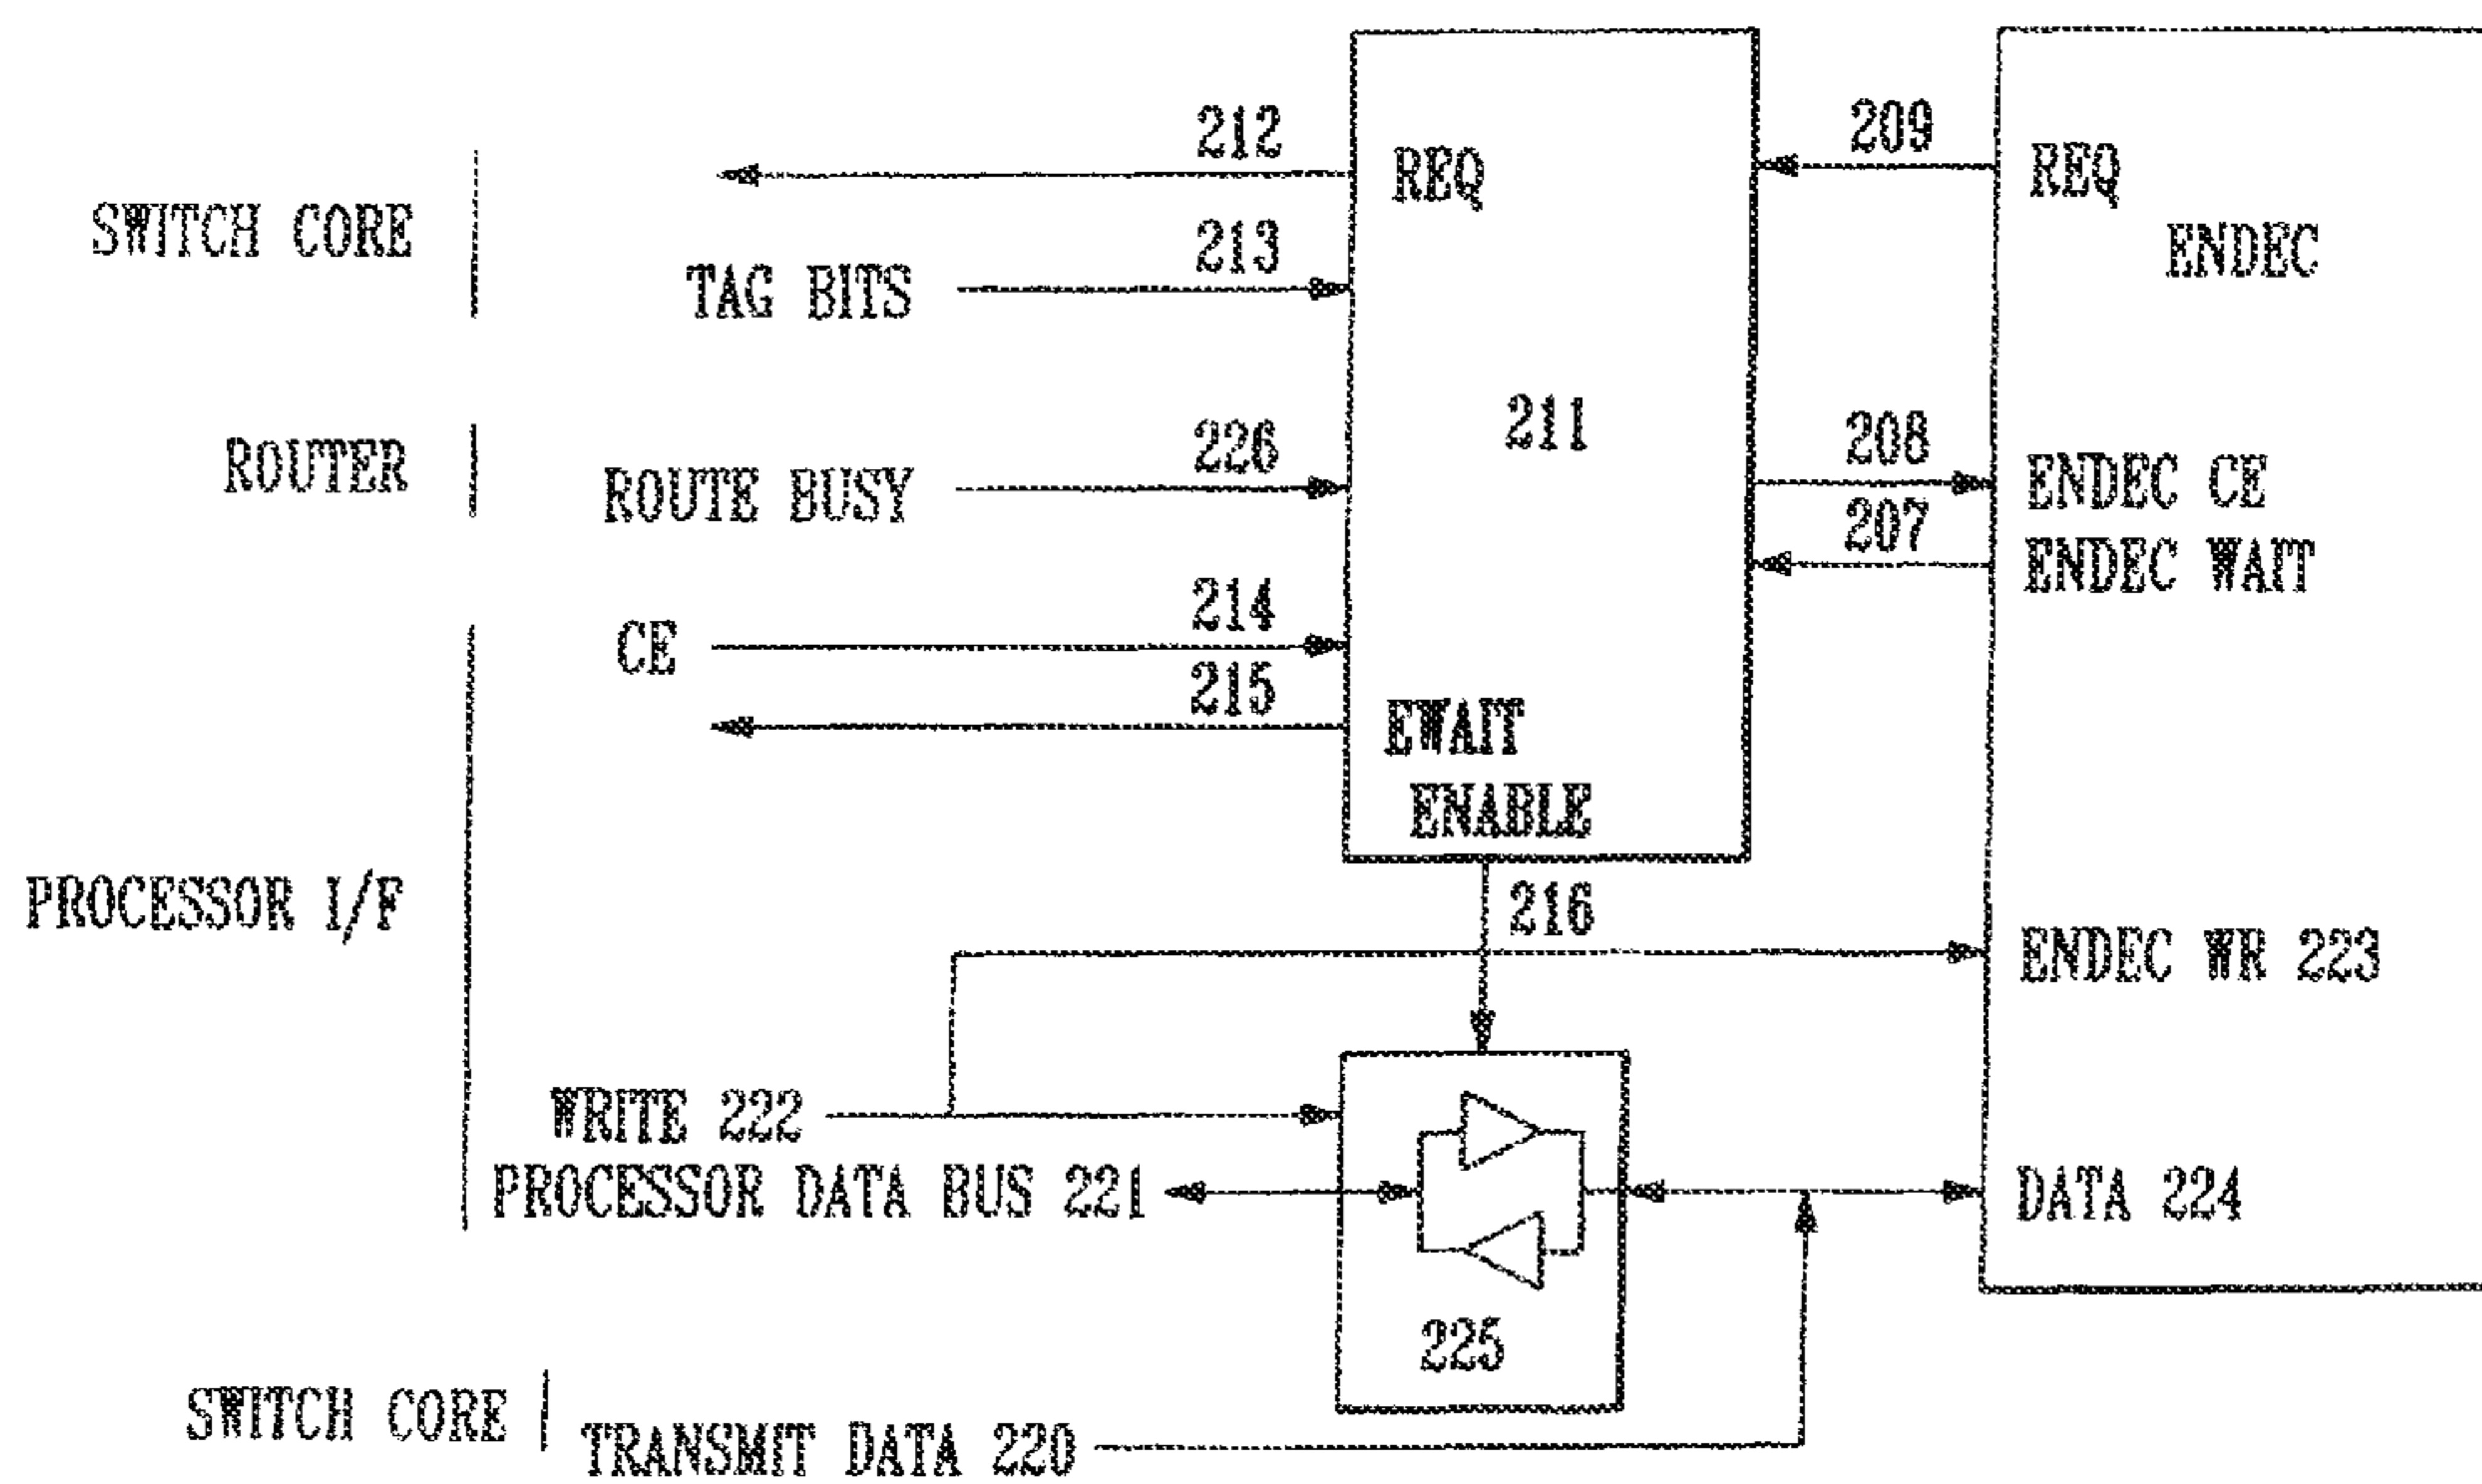 212
209
REQ
REQ
SWITCH CORE
213
ENDEC
TAG BITS
211
208
ROUTER
226
ENDEC CE
ROUTE BUSY
207
ENDEC WAIT
214
CE
215
EWAIT
ENABLE
PROCESSOR I/F
216
ENDEC WR 223
WRITE 222
PROCESSOR DATA BUS 221
DATA 224
225
SWITCH CORE
TRANSMIT DATA 220